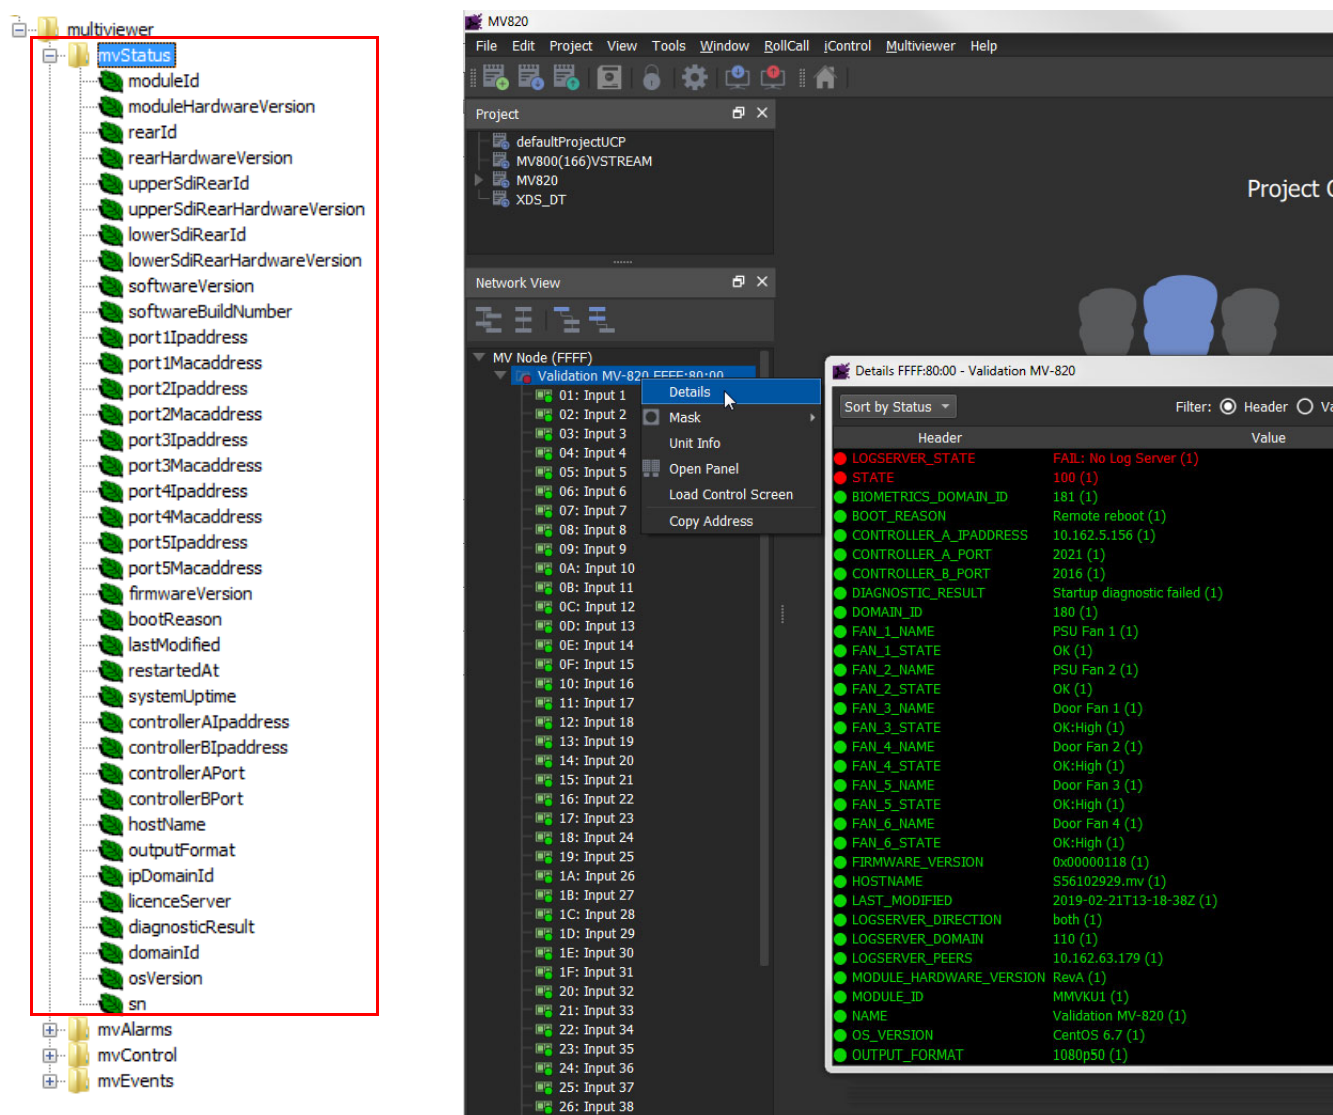 multiviewer
mvStatus
moduleId
moduleHardwareVersion
rearId
rearHardwareVersion
upperSdiRearId
upperSdiRearHardwareVersion
lowerSdiRearId
lowerSdiRearHardwareVersion
softwareVersion
softwareBuildNumber
port1Ipaddress
port1Macaddress
port2Ipaddress
port2Macaddress
port3Ipaddress
port3Macaddress
port4Ipaddress
port4Macaddress
port5Ipaddress
port5Macaddress
firmwareVersion
bootReason
lastModified
restartedAt
systemUptime
controllerAIpaddress
controllerBIpaddress
controllerAPort
controllerBPort
hostName
outputFormat
ipDomainId
licenceServer
diagnosticResult
domainId
osVersion
sn
mvAlarms
mvControl
mvEvents
MV820
File Edit Project View Tools Window RollCall iControl Multiviewer Help
Project
defaultProjectUCP
MV800(166)VSTREAM
MV820
XDS_DT
Project
Network View
MV Node (FFFF)
Validation MV-820 FFFF:80:00
01: Input 1
02: Input 2
03: Input 3
04: Input 4
05: Input 5
06: Input 6
07: Input 7
08: Input 8
09: Input 9
0A: Input 10
0B: Input 11
0C: Input 12
0D: Input 13
0E: Input 14
0F: Input 15
10: Input 16
11: Input 17
12: Input 18
13: Input 19
14: Input 20
15: Input 21
16: Input 22
17: Input 23
18: Input 24
19: Input 25
1A: Input 26
1B: Input 27
1C: Input 28
1D: Input 29
1E: Input 30
1F: Input 31
20: Input 32
21: Input 33
22: Input 34
23: Input 35
24: Input 36
25: Input 37
26: Input 38
Details
Mask
Unit Info
Open Panel
Load Control Screen
Copy Address
Details FFFF:80:00 - Validation MV-820
Sort by Status Filter: Header Va
Header Value
LOGSERVER_STATE FAIL: No Log Server (1)
STATE 100 (1)
BIOMETRICS_DOMAIN_ID 181 (1)
BOOT_REASON Remote reboot (1)
CONTROLLER_A_IPADDRESS 10.162.5.156 (1)
CONTROLLER_A_PORT 2021 (1)
CONTROLLER_B_PORT 2016 (1)
DIAGNOSTIC_RESULT Startup diagnostic failed (1)
DOMAIN_ID 180 (1)
FAN_1_NAME PSU Fan 1 (1)
FAN_1_STATE OK (1)
FAN_2_NAME PSU Fan 2 (1)
FAN_2_STATE OK (1)
FAN_3_NAME Door Fan 1 (1)
FAN_3_STATE OK:High (1)
FAN_4_NAME Door Fan 2 (1)
FAN_4_STATE OK:High (1)
FAN_5_NAME Door Fan 3 (1)
FAN_5_STATE OK:High (1)
FAN_6_NAME Door Fan 4 (1)
FAN_6_STATE OK:High (1)
FIRMWARE_VERSION 0x00000118 (1)
HOSTNAME S56102929.mv (1)
LAST_MODIFIED 2019-02-21T13-18-38Z (1)
LOGSERVER_DIRECTION both (1)
LOGSERVER_DOMAIN 110 (1)
LOGSERVER_PEERS 10.162.63.179 (1)
MODULE_HARDWARE_VERSION RevA (1)
MODULE_ID MMVKU1 (1)
NAME Validation MV-820 (1)
OS_VERSION CentOS 6.7 (1)
OUTPUT_FORMAT 1080p50 (1)